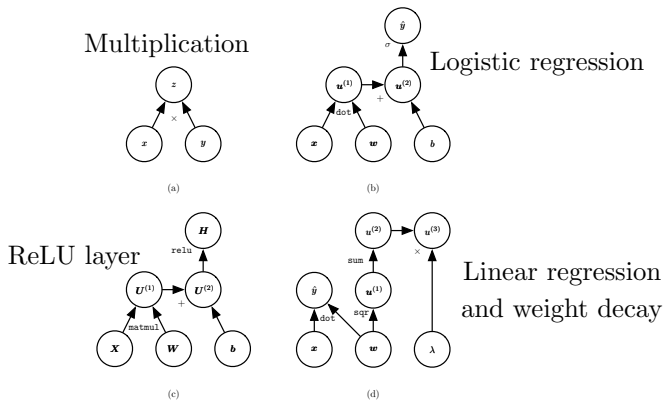 Multiplication
z
×
x
y
(a)
ŷ
σ
Logistic regression
u(1)
u(2)
+
dot
x
w
b
(b)
ReLU layer
H
relu
U(1)
U(2)
+
matmul
X
W
b
(c)
u(2)
u(3)
×
sum
ŷ
u(1)
dot
sqr
x
w
λ
(d)
Linear regression
and weight decay